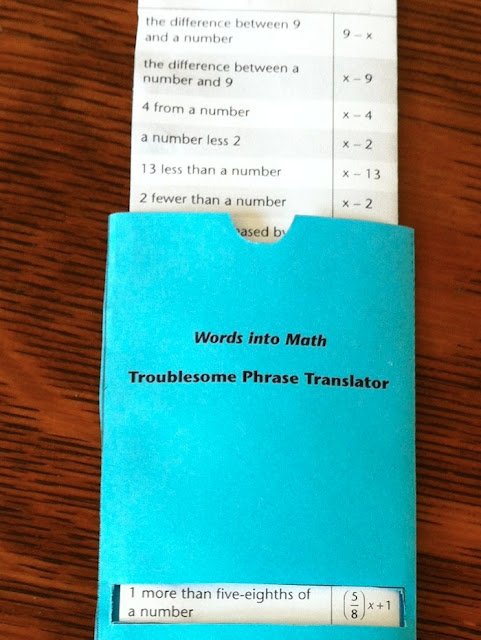 the difference between 9
and a number
9 – x
the difference between a
number and 9
x – 9
4 from a number
x – 4
a number less 2
x – 2
13 less than a number
x – 13
2 fewer than a number
x – 2
by
Words into Math
Troublesome Phrase Translator
1 more than five-eighths of
a number
(5/8)x+1